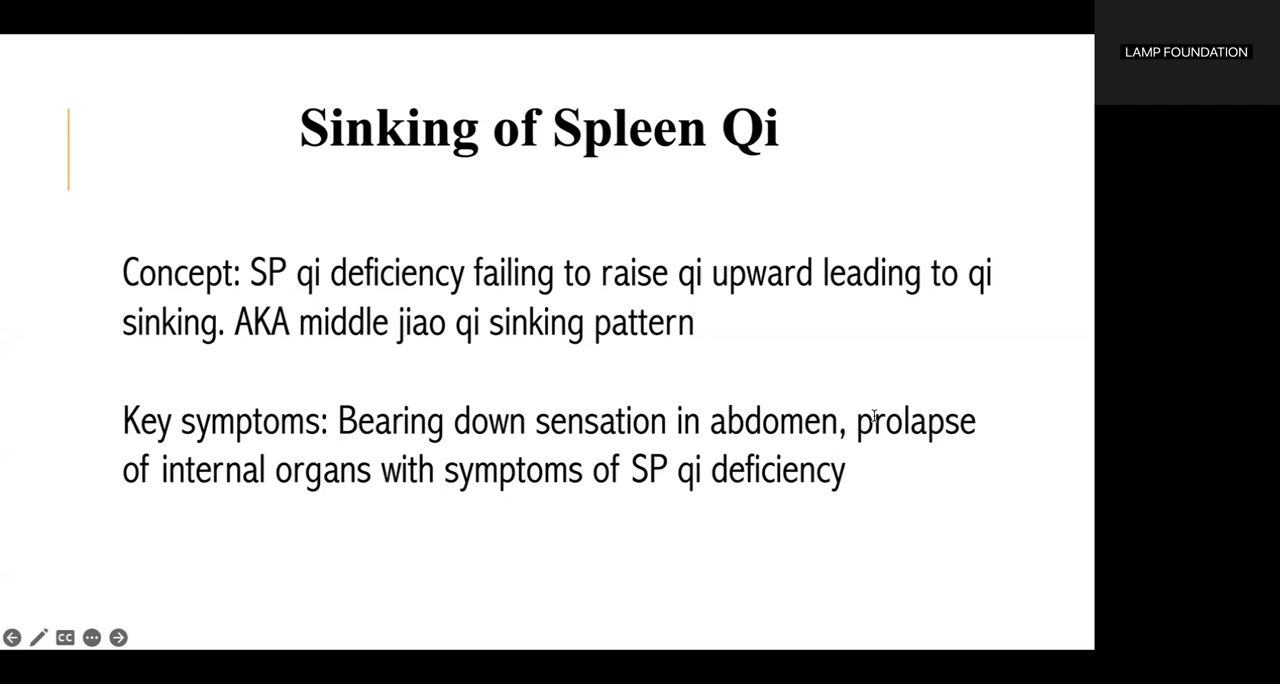 LAMP FOUNDATION
Sinking of Spleen Qi
Concept: SP qi deficiency failing to raise qi upward leading to qi
sinking. AKA middle jiao qi sinking pattern
Key symptoms: Bearing down sensation in abdomen, prolapse
of internal organs with symptoms of SP qi deficiency
CC